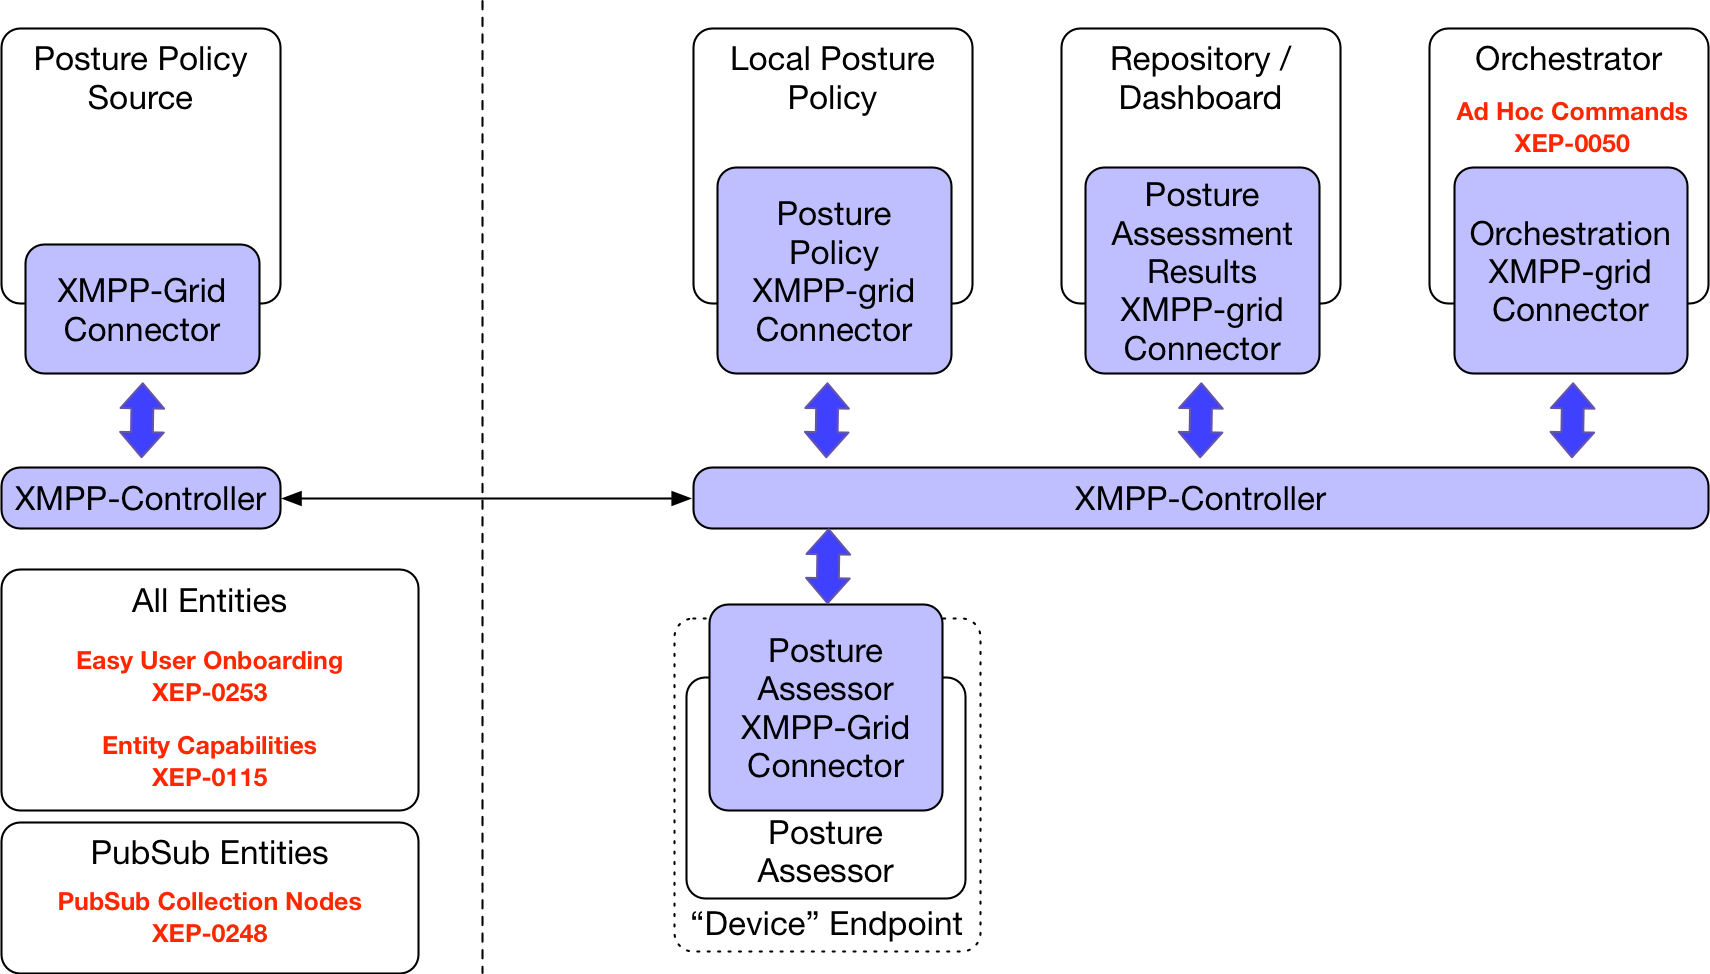 Posture Policy
Source
XMPP-Grid
Connector
Local Posture
Policy
Posture
Policy
XMPP-grid
Connector
Repository /
Dashboard
Posture
Assessment
Results
XMPP-grid
Connector
Orchestrator
Ad Hoc Commands
XEP-0050
Orchestration
XMPP-grid
Connector
XMPP-Controller
XMPP-Controller
All Entities
Easy User Onboarding
XEP-0253
Entity Capabilities
XEP-0115
PubSub Entities
PubSub Collection Nodes
XEP-0248
Posture
Assessor
XMPP-Grid
Connector
Posture
Assessor
“Device” Endpoint